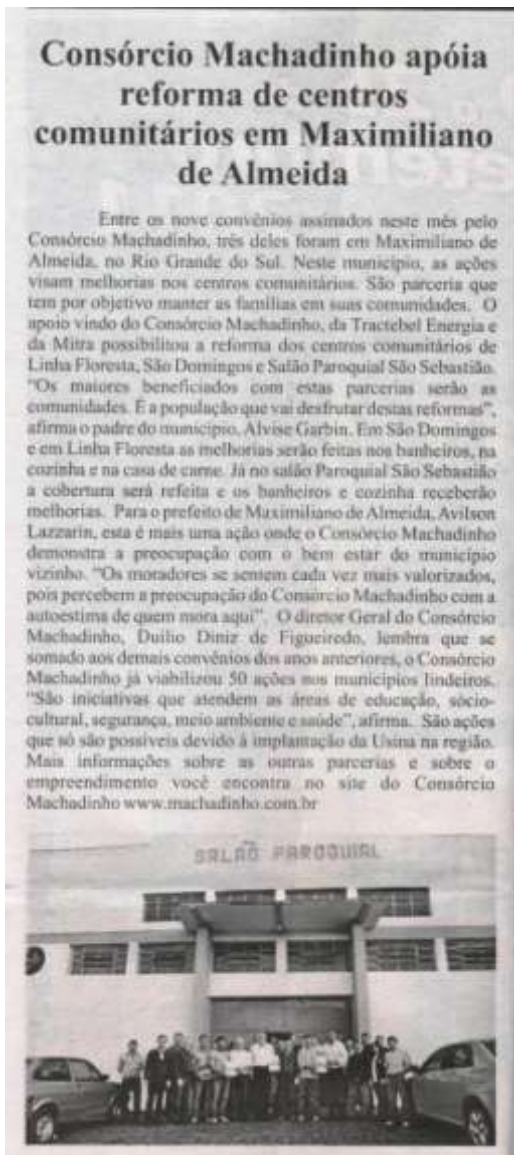 Consórcio Machadinho apóia
reforma de centros
comunitários em Maximiliano
de Almeida
Entre os nove convênios assinados neste mês pelo
Consórcio Machadinho, três deles foram em Maximiliano de
Almeida, no Rio Grande do Sul. Neste município, as ações
visam melhorias nos centros comunitários. São parceria que
tem por objetivo manter as famílias em suas comunidades. O
apoio vindo do Consórcio Machadinho, da Tractebel Energia e
da Mitra possibilitou a reforma dos centros comunitários de
Linha Floresta, São Domingos e Salão Paroquial São Sebastião.
"Os maiores beneficiados com estas parcerias serão as
comunidades. É a população que vai desfrutar destas reformas",
afirma o padre do município, Alvise Garbin. Em São Domingos
e em Linha Floresta as melhorias serão feitas nos banheiros, na
cozinha e na casa de carne. Já no salão Paroquial São Sebastião
a cobertura será refeita e os banheiros e cozinha receberão
melhorias. Para o prefeito de Maximiliano de Almeida, Avilson
Lazzarin, esta é mais uma ação onde o Consórcio Machadinho
demonstra a preocupação com o bem estar do município
vizinho. "Os moradores se sentem cada vez mais valorizados,
pois percebem a preocupação do Consórcio Machadinho com a
autoestima de quem mora aqui". O diretor Geral do Consórcio
Machadinho, Duílio Diniz de Figueiredo, lembra que se
somado aos demais convênios dos anos anteriores, o Consórcio
Machadinho já viabilizou 50 ações nos municípios lindeiros.
"São iniciativas que atendem as áreas de educação, sócio-
cultural, segurança, meio ambiente e saúde", afirma. São ações
que só são possíveis devido à implantação da Usina na região.
Mais informações sobre as outras parcerias e sobre o
empreendimento você encontra no site do Consórcio
Machadinho www.machadinho.com.br
SALÃO PAROQUIAL